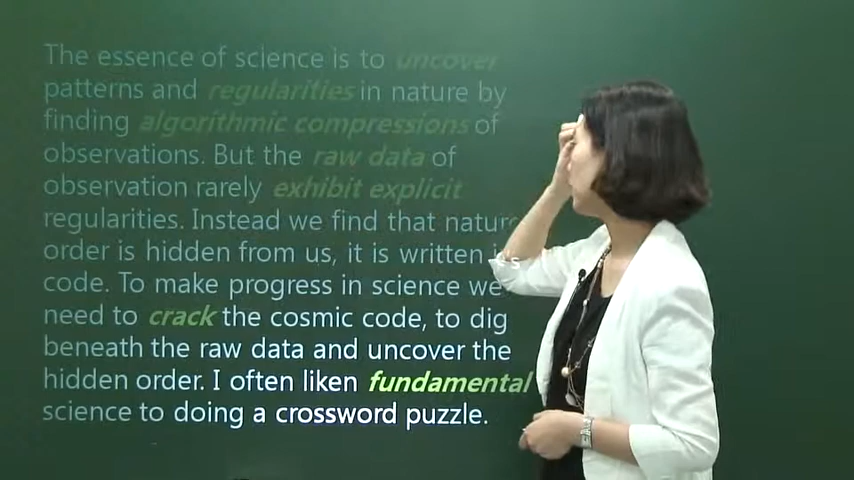 The essence of science is to uncover
patterns and regularities in nature by
finding algorithmic compressions of
observations. But the raw data of
observation rarely exhibit explicit
regularities. Instead we find that nature's
order is hidden from us, it is written in
code. To make progress in science we
need to crack the cosmic code, to dig
beneath the raw data and uncover the
hidden order. I often liken fundamental
science to doing a crossword puzzle.